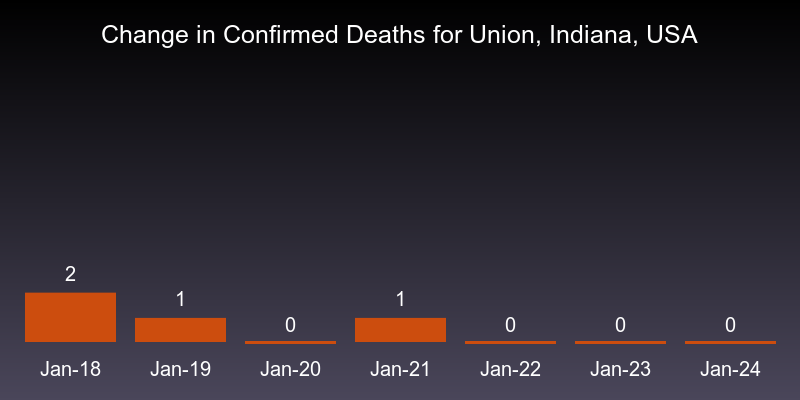 Change in Confirmed Deaths for Union, Indiana, USA
2
1
0
1
0
0
0
Jan-18
Jan-19
Jan-20
Jan-21
Jan-22
Jan-23
Jan-24